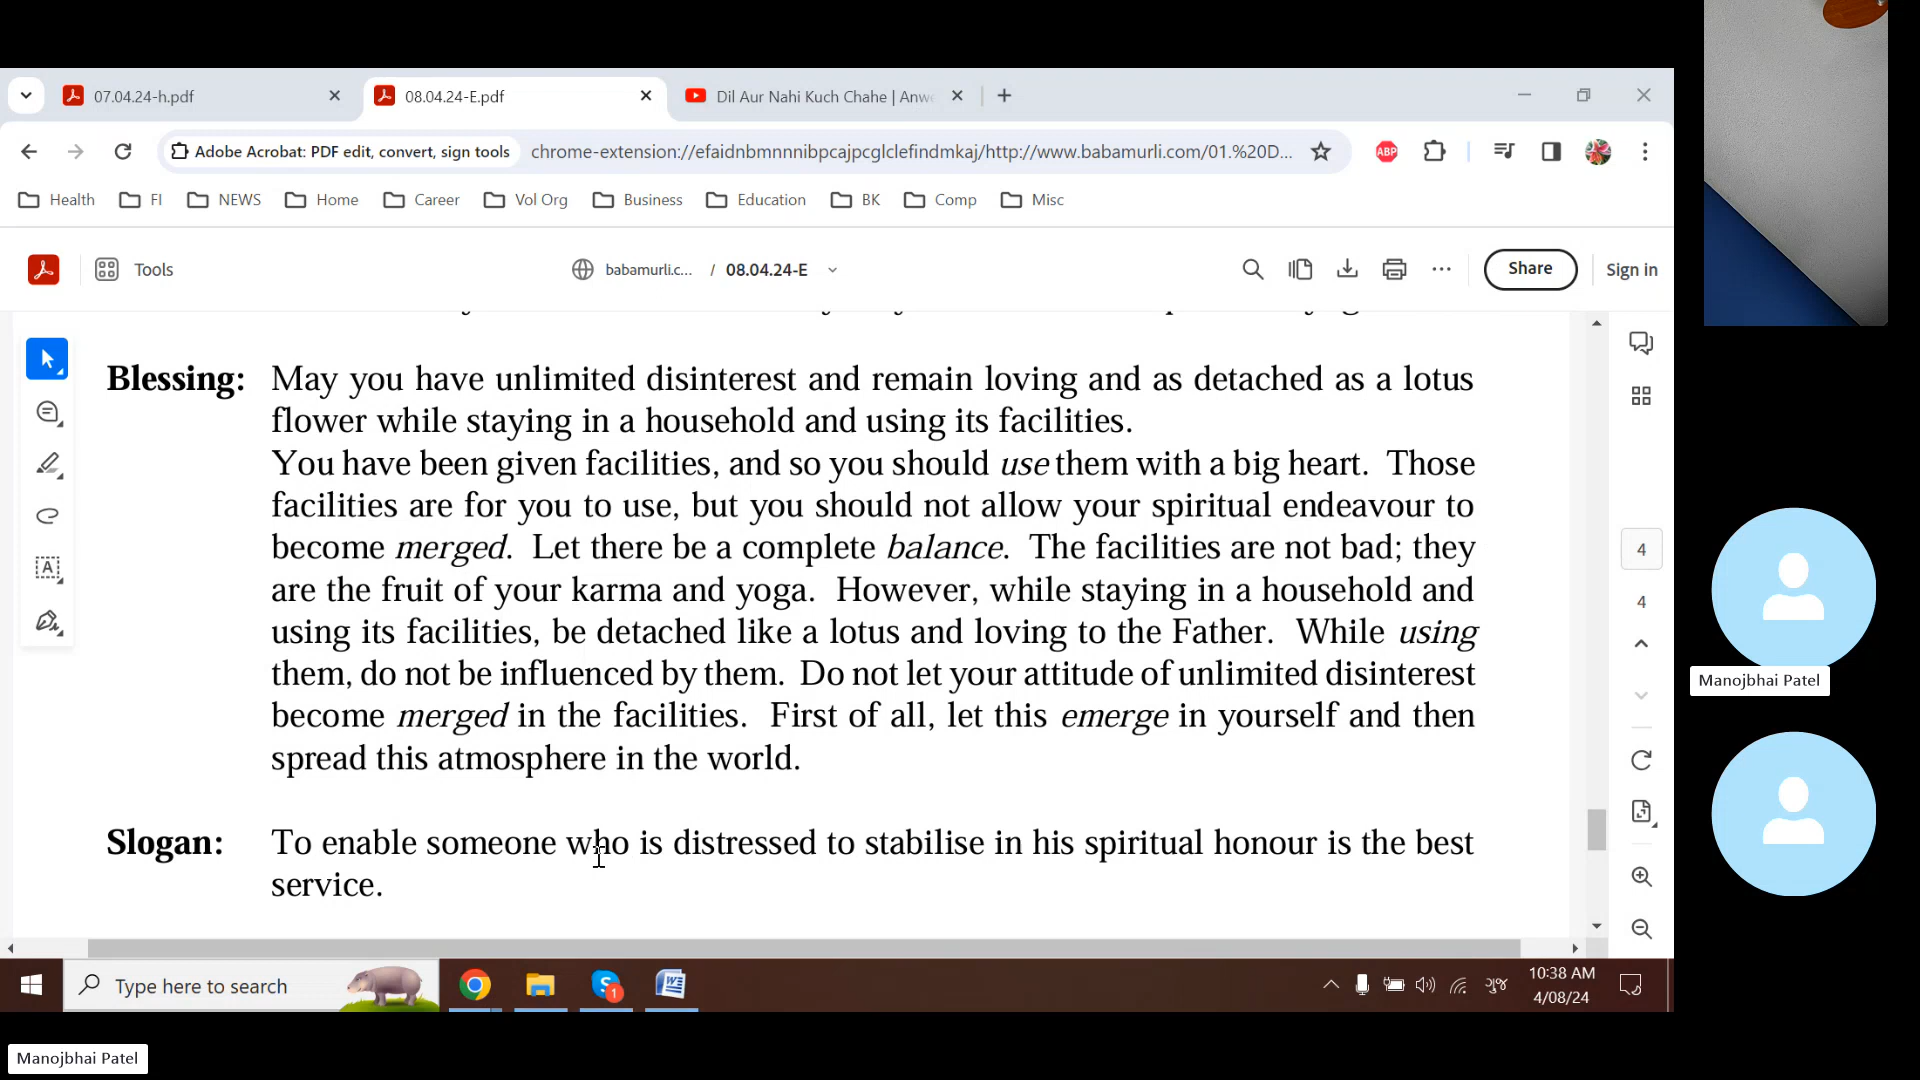 07.04.24-h.pdf
08.04.24-E.pdf
Dil Aur Nahi Kuch Chahe | Anw
Adobe Acrobat: PDF edit, convert, sign tools
chrome-extension://efaidnbmnnnibpcajpcglclefindmkaj/http://www.babamurli.com/01.%20D...
ABP
Health
FI
NEWS
Home
Career
Vol Org
Business
Education
BK
Comp
Misc
Tools
babamurli.c... / 08.04.24-E
Share
Sign in
Blessing: May you have unlimited disinterest and remain loving and as detached as a lotus
flower while staying in a household and using its facilities.
You have been given facilities, and so you should use them with a big heart. Those
facilities are for you to use, but you should not allow your spiritual endeavour to
become merged. Let there be a complete balance. The facilities are not bad; they
are the fruit of your karma and yoga. However, while staying in a household and
using its facilities, be detached like a lotus and loving to the Father. While using
them, do not be influenced by them. Do not let your attitude of unlimited disinterest
become merged in the facilities. First of all, let this emerge in yourself and then
spread this atmosphere in the world.
Slogan: To enable someone who is distressed to stabilise in his spiritual honour is the best
service.
4
4
Manojbhai Patel
Type here to search
1
ગુજ
10:38 AM
4/08/24
Manojbhai Patel